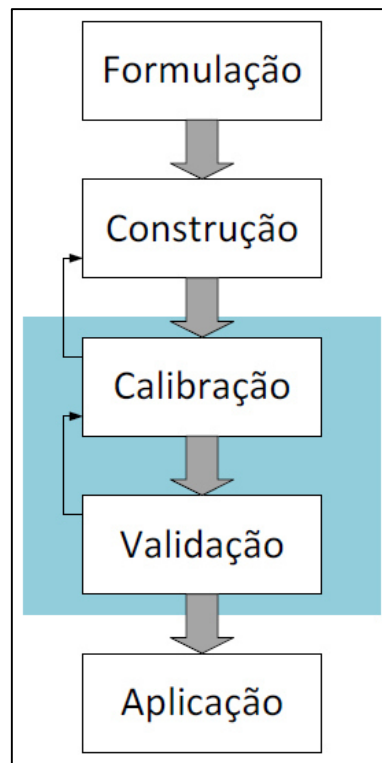 Formulação
Construção
Calibração
Validação
Aplicação